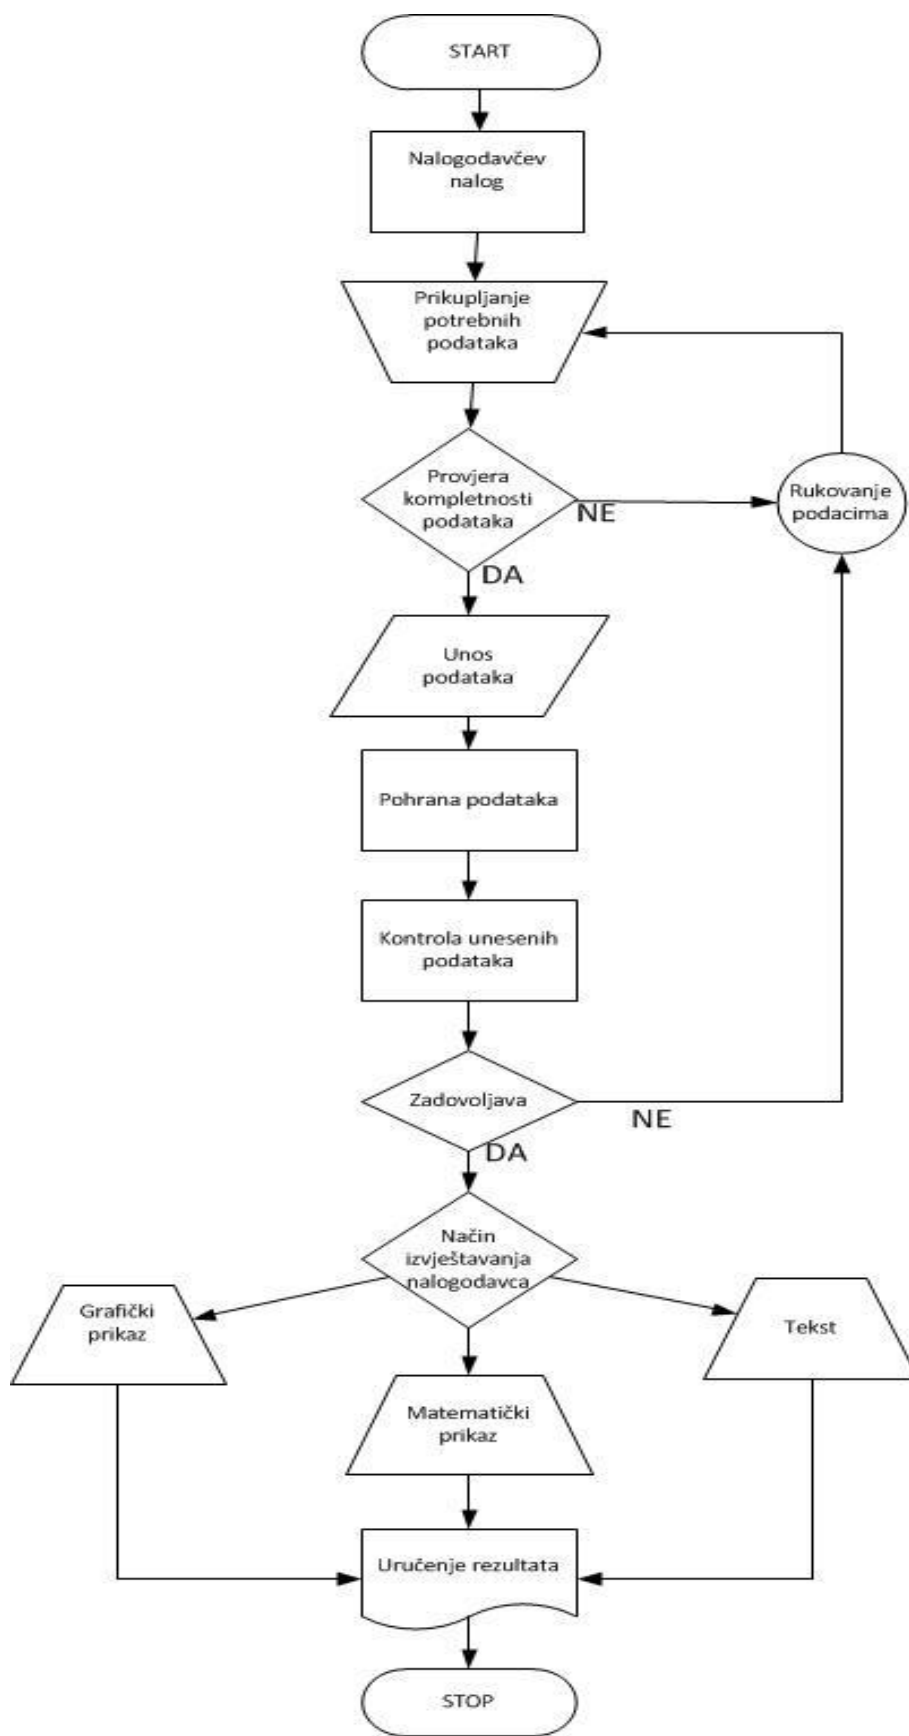 START
Nalogodavčev
nalog
Prikupljanje
potrebnih
podataka
Provjera
kompletnosti
podataka
NE
Rukovanje
podacima
DA
Unos
podataka
Pohrana podataka
Kontrola unesenih
podataka
Zadovoljava
NE
DA
Način
izvještavanja
nalogodavca
Grafički
prikaz
Tekst
Matematički
prikaz
Uručenje rezultata
STOP